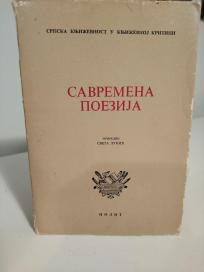 СРПСКА КЊИЖЕВНОСТ У КЊИЖЕВНОЈ КРИТИЦИ
САВРЕМЕНА
ПОЕЗИЈА
ПРИРЕДИО
СВЕТА ЛУКИЋ
НОЛИТ